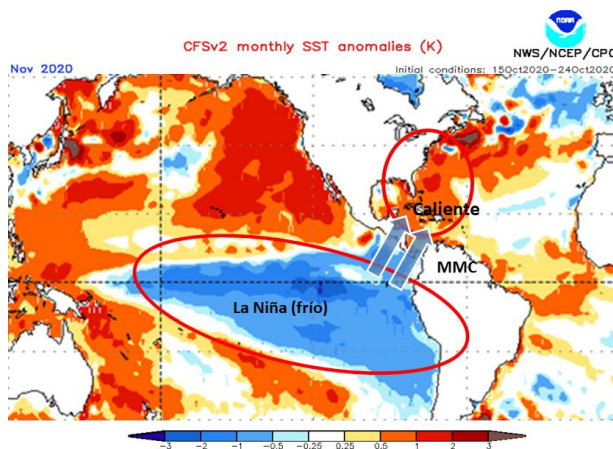 NOAA
CFSv2 monthly SST anomalies (K)
NWS/NCEP/CPC
Nov 2020
Initial conditions: 15Oct2020-24Oct2020
Caliente
MMC
La Niña (frío)
-3 -2 -1 -0.5 -0.25 0.25 0.5 1 2 3